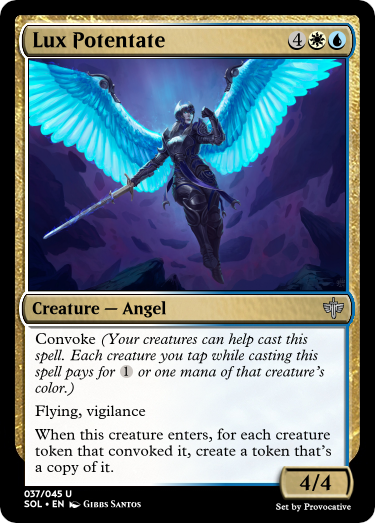 Lux Potentate 4
Creature — Angel
Convoke (Your creatures can help cast this
spell. Each creature you tap while casting this
spell pays for 1 or one mana of that creature's
color.)
Flying, vigilance
When this creature enters, for each creature
token that convoked it, create a token that's
a copy of it.
4/4
037/045 U
SOL • EN Gibbs Santos
Set by Provocative